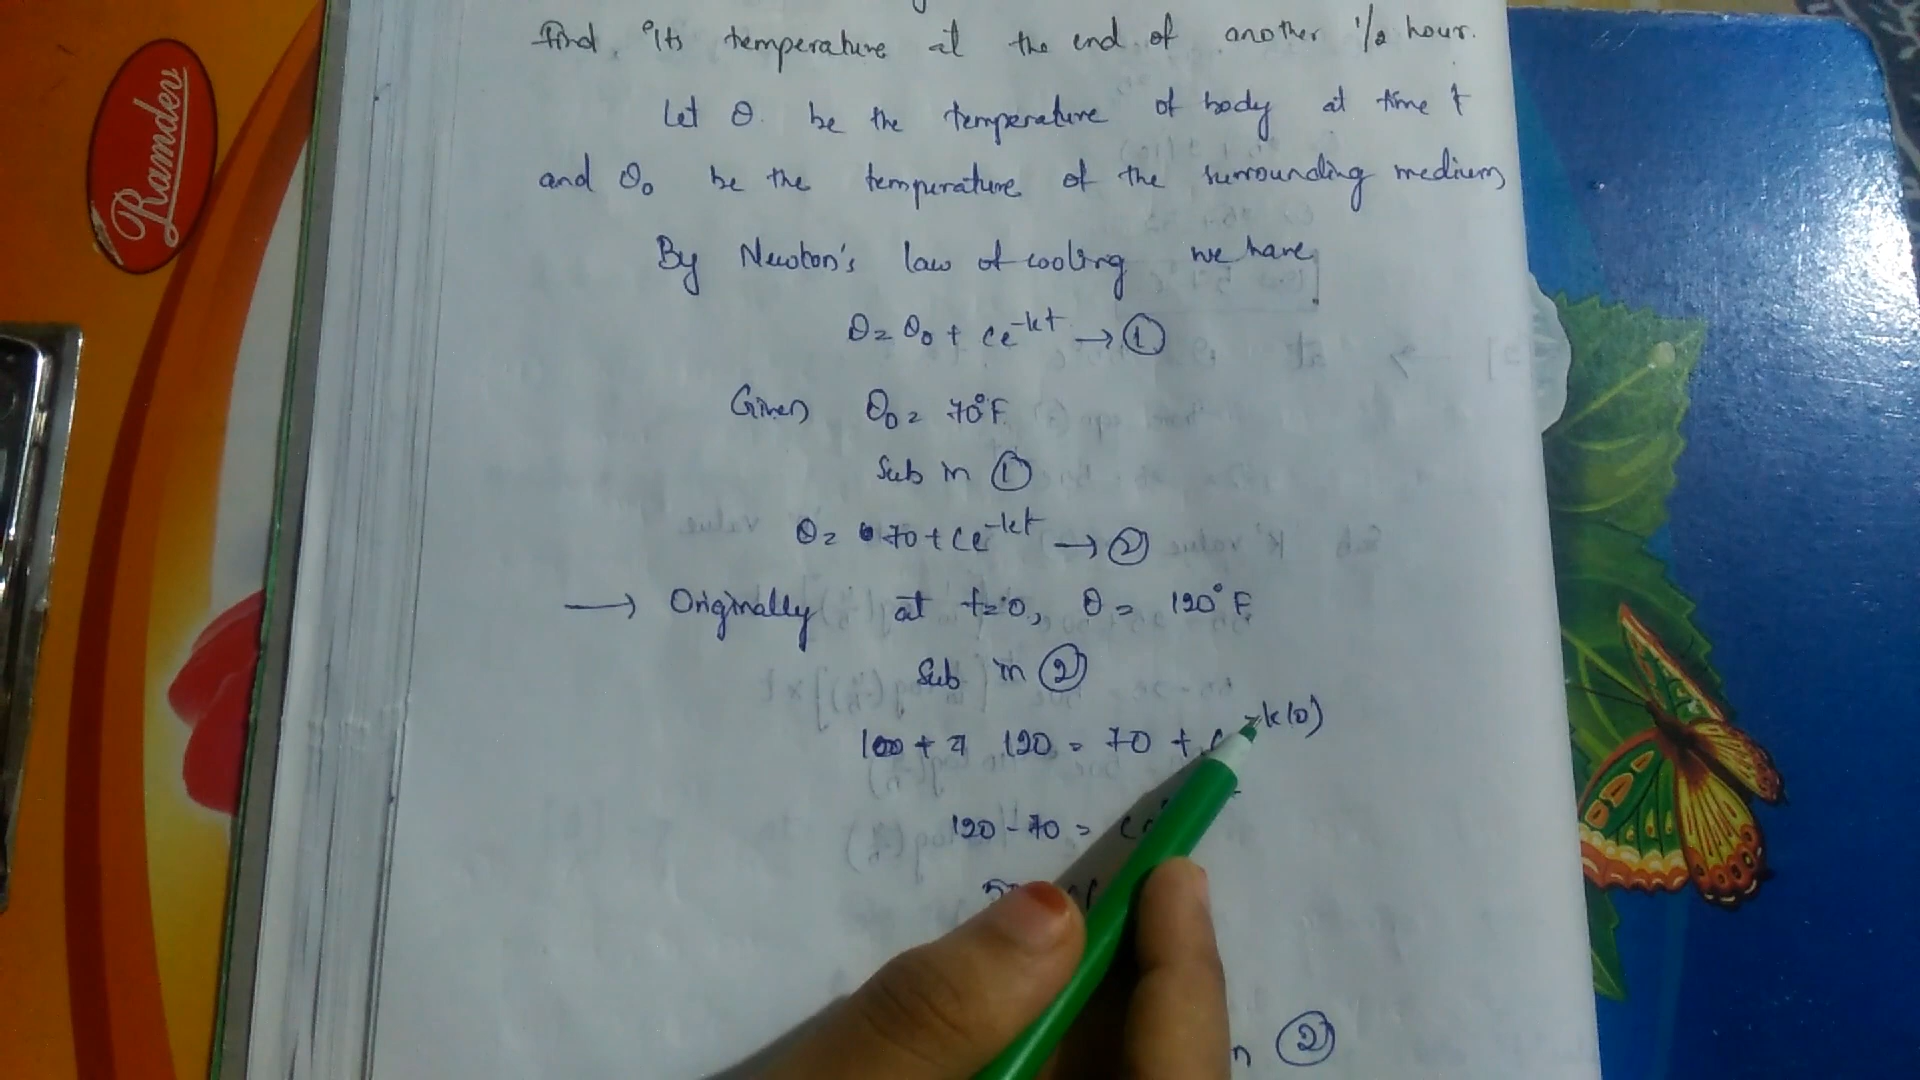 Ramdev
find its temperature at the end of another 1/2 hour.
Let θ be the temperature of body at time t
and θ₀ be the temperature of the surrounding medium
By Newton's law of cooling we have
θ = θ₀ + ce^-kt → ①
Given θ₀ = 70°F
Sub in ①
θ = 70 + ce^-kt → ②
→ Originally at t=0, θ = 120°F
Sub in ②
120 = 70 + c -k(0)
120 - 70 =
②